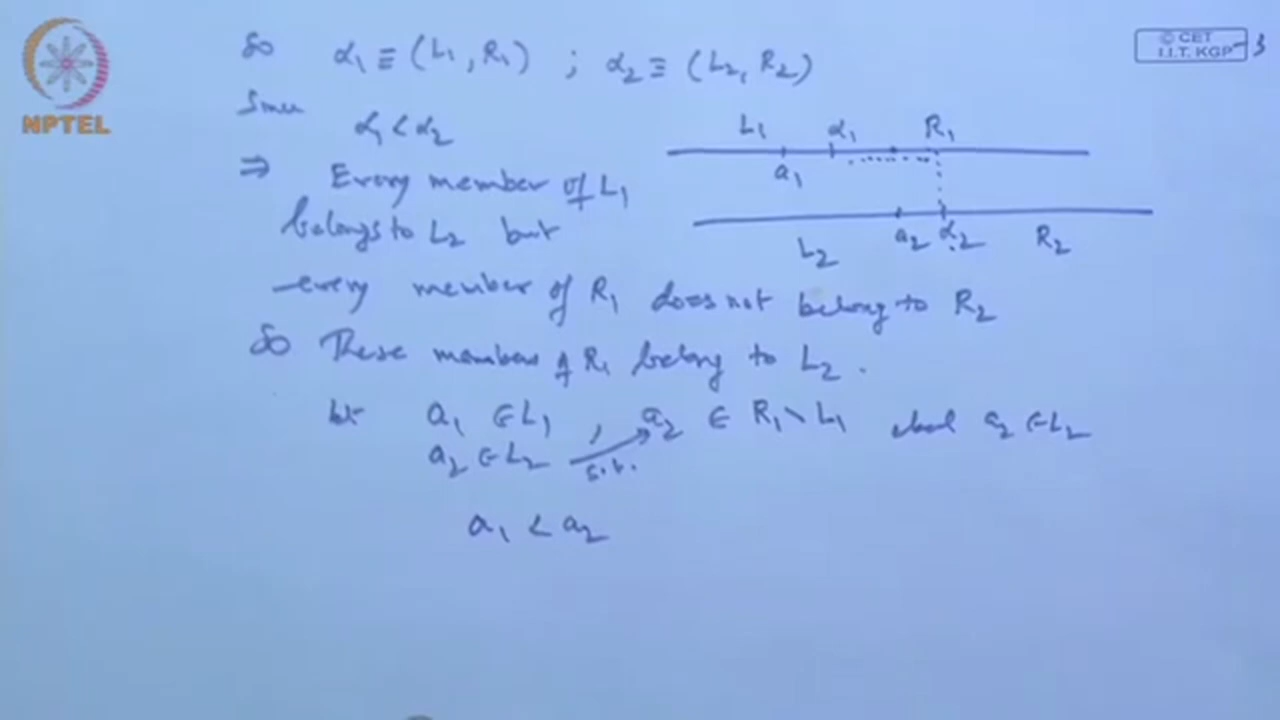 So α₁ ≡ (L₁, R₁) ; α₂ ≡ (L₂, R₂)
© CET
I.I.T. KGP
3
NPTEL
Since
α₁ < α₂
L₁ α₁ R₁
a₁
⇒ Every member of L₁
belongs to L₂ but
L₂ a₂ α₂ R₂
every member of R₁ does not belong to R₂
So These members of R₁ belong to L₂ .
let a₁ ∈ L₁ , a₂ ∈ R₁ \ L₁ a₂ ∈ L₂
a₂ ∈ L₂ s.t.
a₁ < a₂